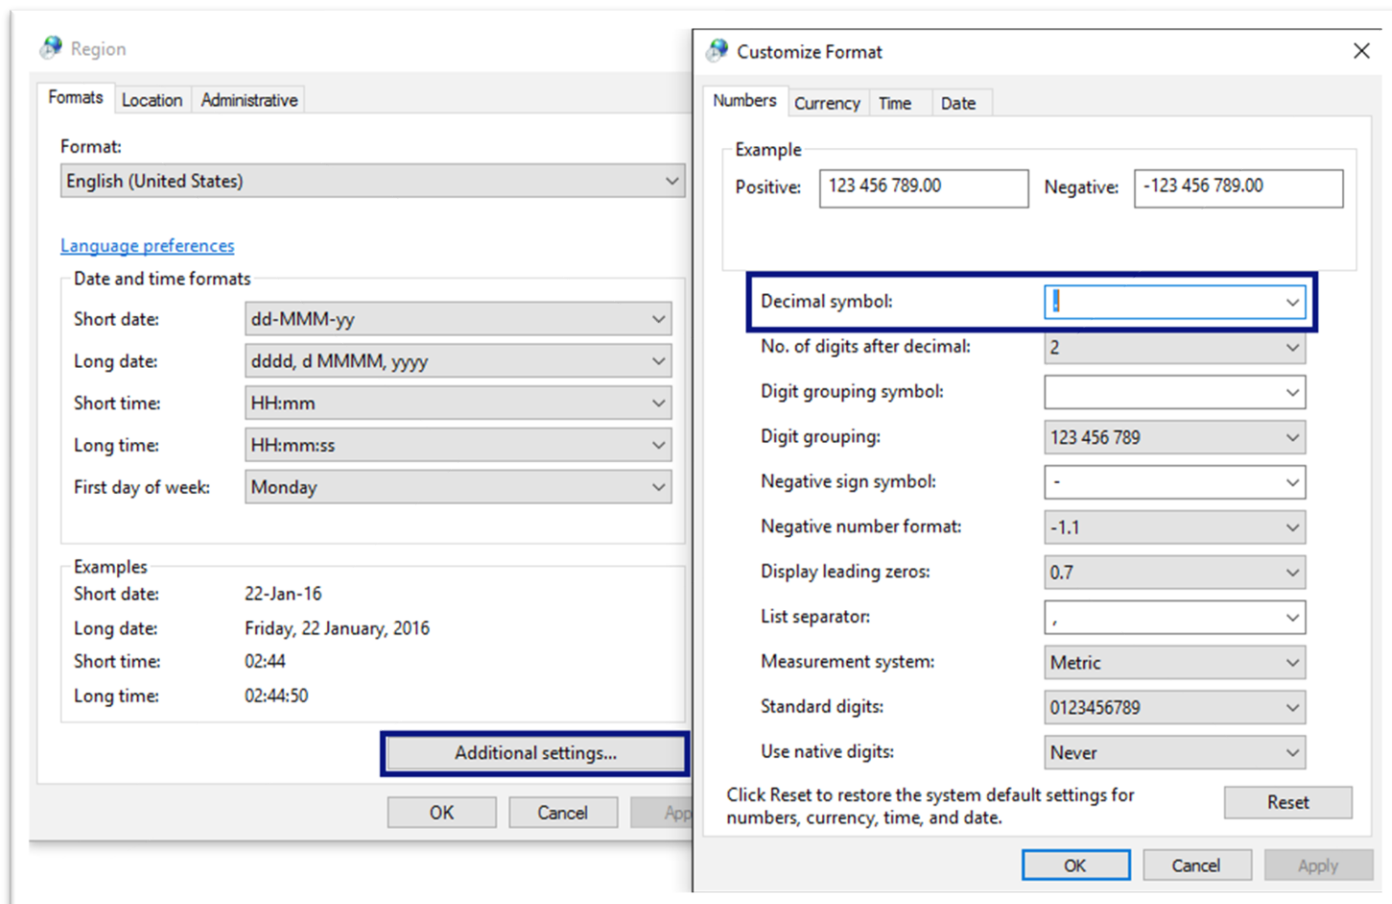 Region
Formats Location Administrative
Format:
English (United States)
Language preferences
Date and time formats
Short date: dd-MMM-yy
Long date: dddd, d MMMM, yyyy
Short time: HH:mm
Long time: HH:mm:ss
First day of week: Monday
Examples
Short date: 22-Jan-16
Long date: Friday, 22 January, 2016
Short time: 02:44
Long time: 02:44:50
Additional settings...
OK Cancel App
Customize Format
Numbers Currency Time Date
Example
Positive: 123 456 789.00 Negative: -123 456 789.00
Decimal symbol: .
No. of digits after decimal: 2
Digit grouping symbol:
Digit grouping: 123 456 789
Negative sign symbol: -
Negative number format: -1.1
Display leading zeros: 0.7
List separator: ,
Measurement system: Metric
Standard digits: 0123456789
Use native digits: Never
Click Reset to restore the system default settings for
numbers, currency, time, and date.
Reset
OK Cancel Apply